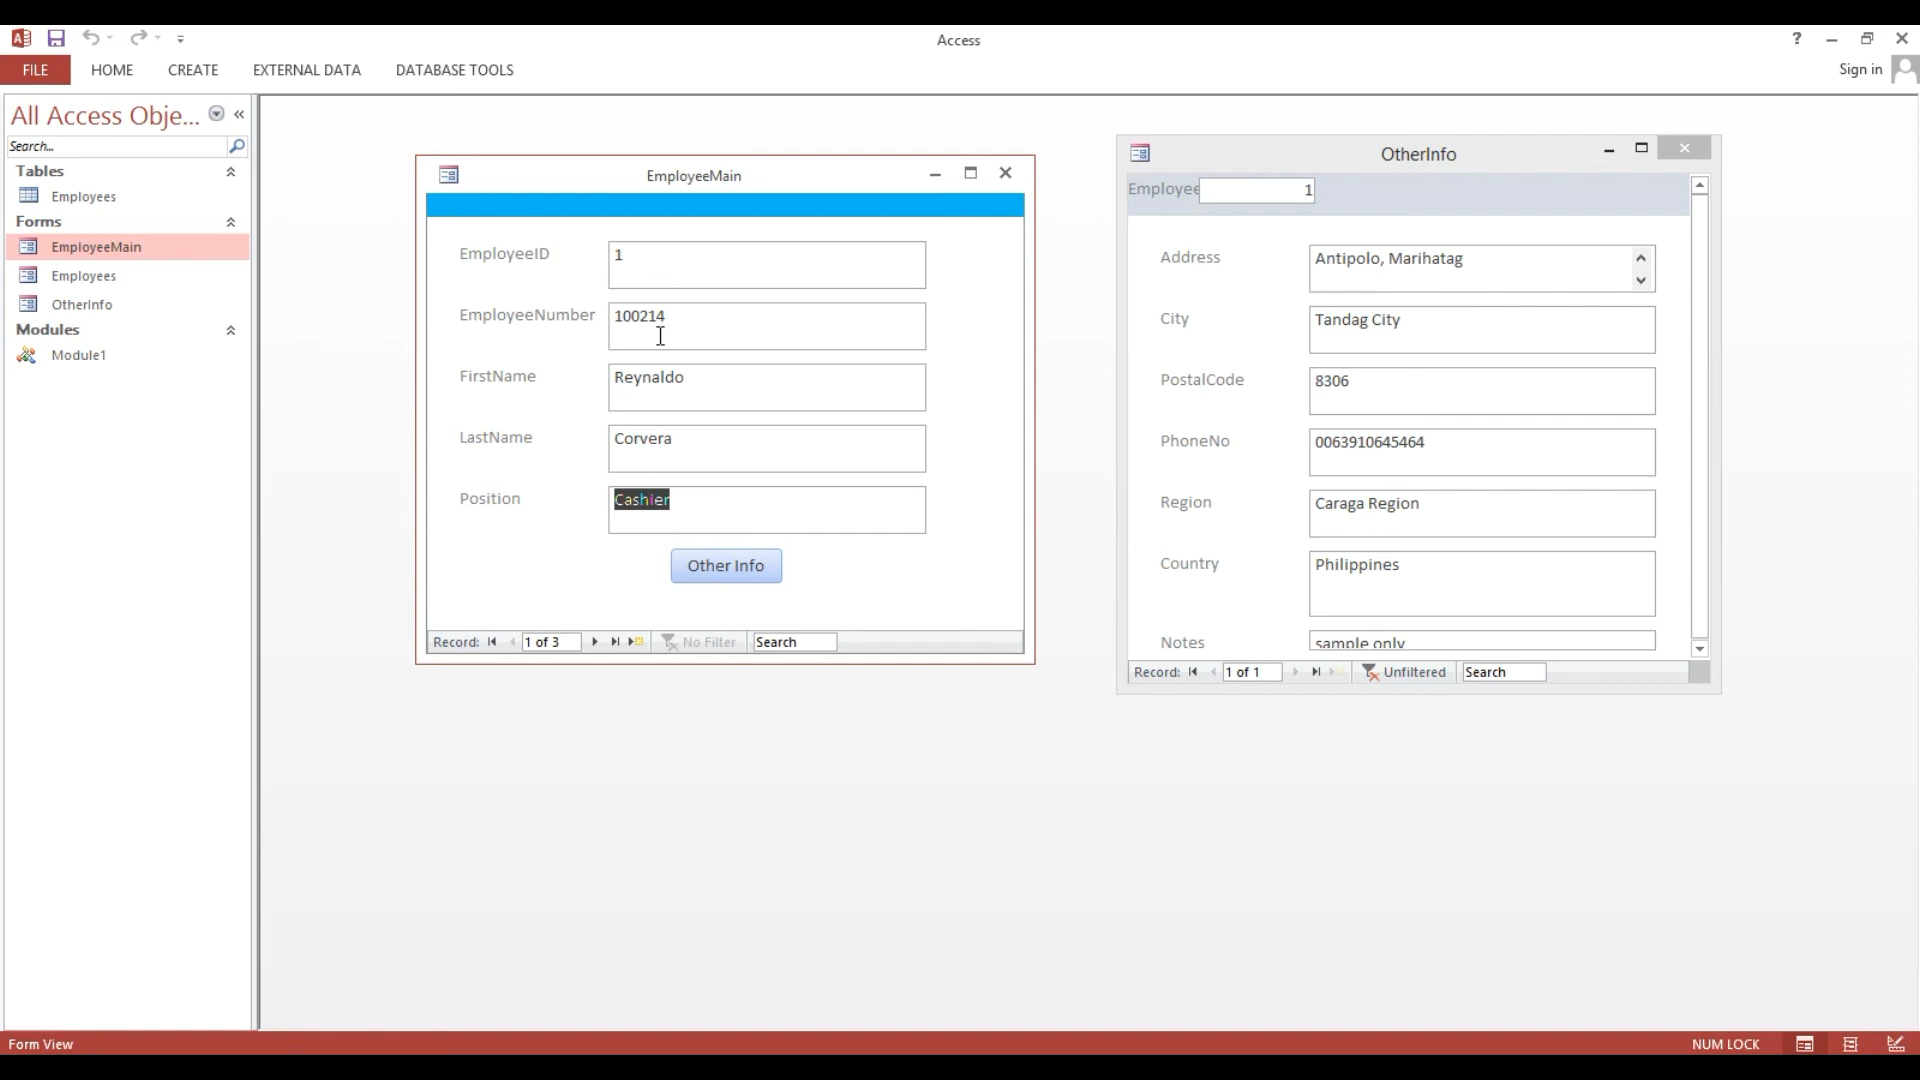 Access
?
FILE
HOME
CREATE
EXTERNAL DATA
DATABASE TOOLS
Sign in
All Access Obje...
Search...
Tables
Employees
Forms
EmployeeMain
Employees
OtherInfo
Modules
Module1
EmployeeMain
EmployeeID
1
EmployeeNumber
100214
FirstName
Reynaldo
LastName
Corvera
Position
Cashier
Other Info
Record:
1 of 3
No Filter
Search
OtherInfo
Employee
1
Address
Antipolo, Marihatag
City
Tandag City
PostalCode
8306
PhoneNo
0063910645464
Region
Caraga Region
Country
Philippines
Notes
sample only
Record:
1 of 1
Unfiltered
Search
Form View
NUM LOCK